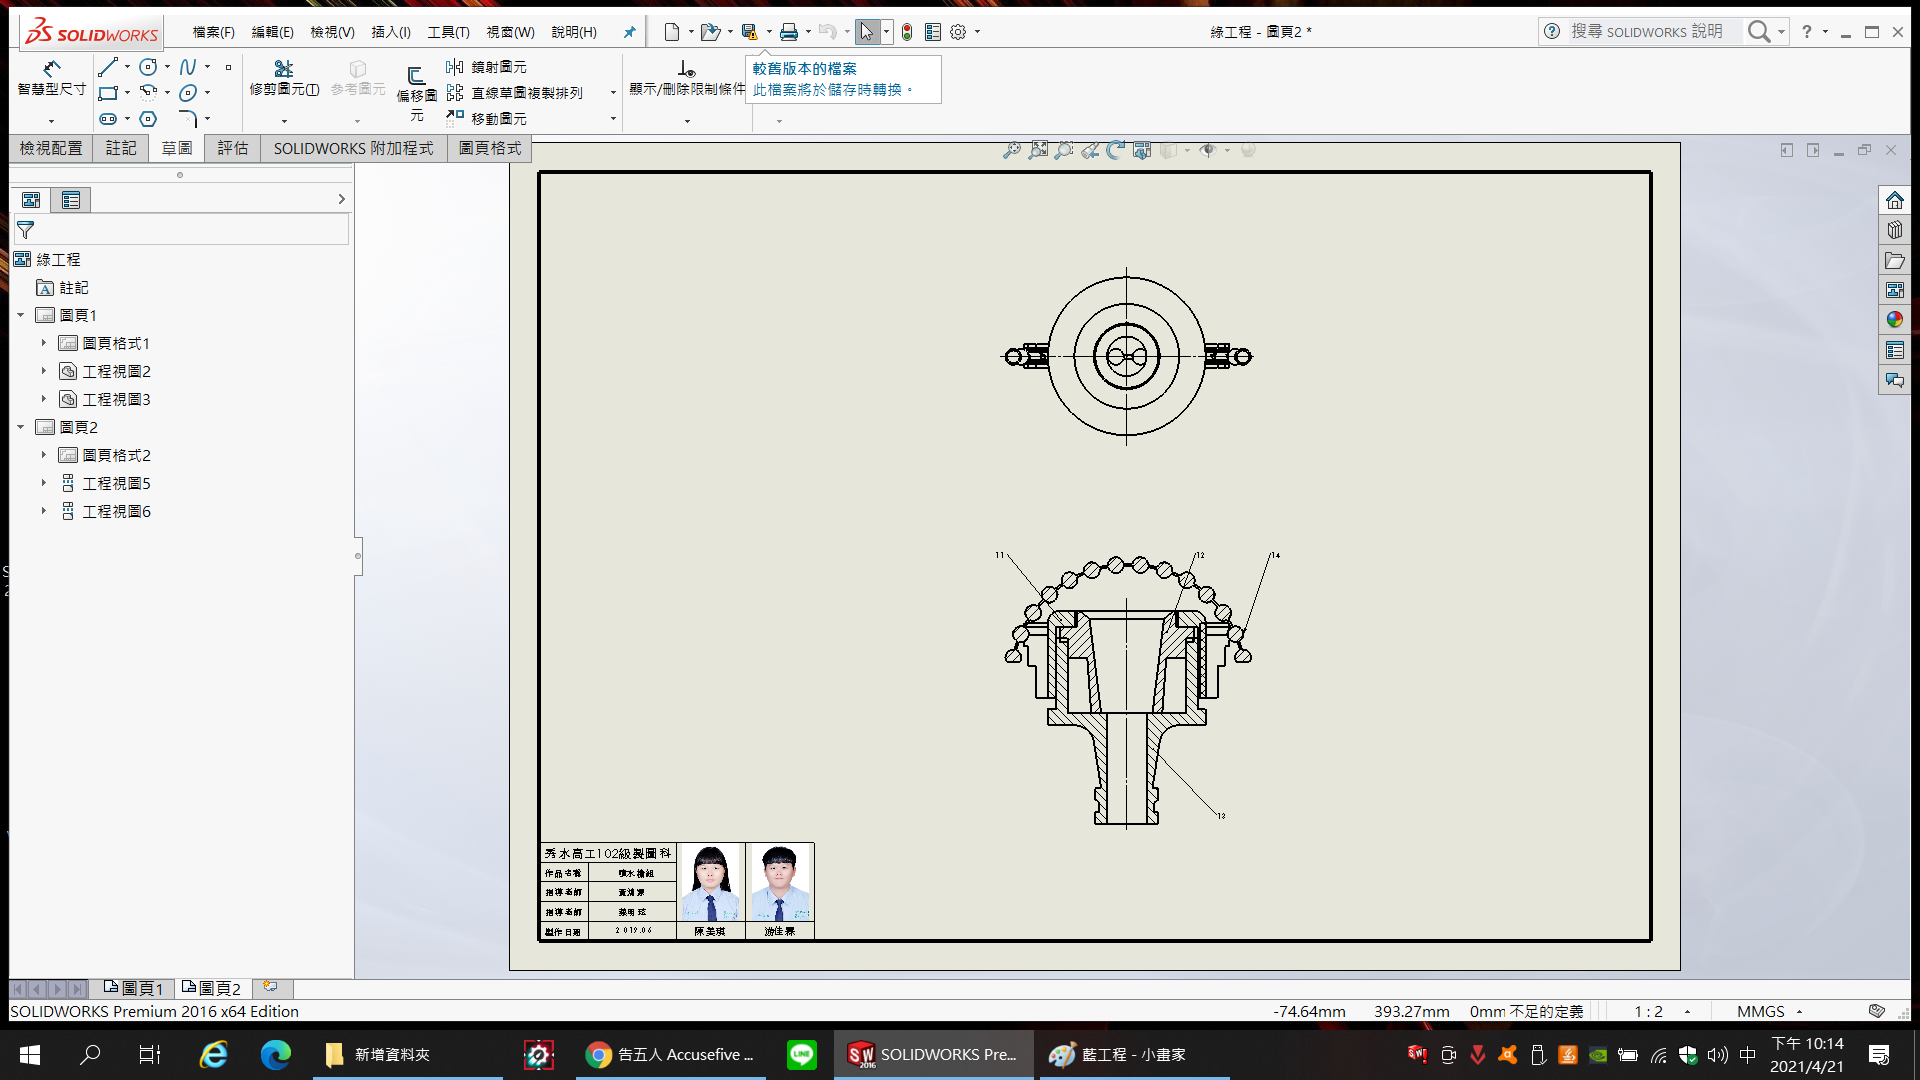 SOLIDWORKS
檔案(F) 編輯(E) 檢視(V) 插入(I) 工具(T) 視窗(W) 說明(H)
綠工程 - 圖頁2 *
搜尋 SOLIDWORKS 說明
較舊版本的檔案
此檔案將於儲存時轉換。
智慧型尺寸
修剪圖元(T)
參考圖元
偏移圖元
鏡射圖元
直線草圖複製排列
移動圖元
顯示/刪除限制條件
檢視配置 註記 草圖 評估 SOLIDWORKS 附加程式 圖頁格式
綠工程
註記
圖頁1
圖頁格式1
工程視圖2
工程視圖3
圖頁2
圖頁格式2
工程視圖5
工程視圖6
11 12 14
13
秀水高工102級製圖科
作品名稱 噴水槍組
指導老師
指導老師
製作日期 2019.06
陳美琪 游佳霖
圖頁1 圖頁2
SOLIDWORKS Premium 2016 x64 Edition
-74.64mm 393.27mm 0mm 不足的定義 1 : 2 MMGS
新增資料夾
告五人 Accusefive ...
LINE
SOLIDWORKS Pre...
藍工程 - 小畫家
中
下午 10:14
2021/4/21